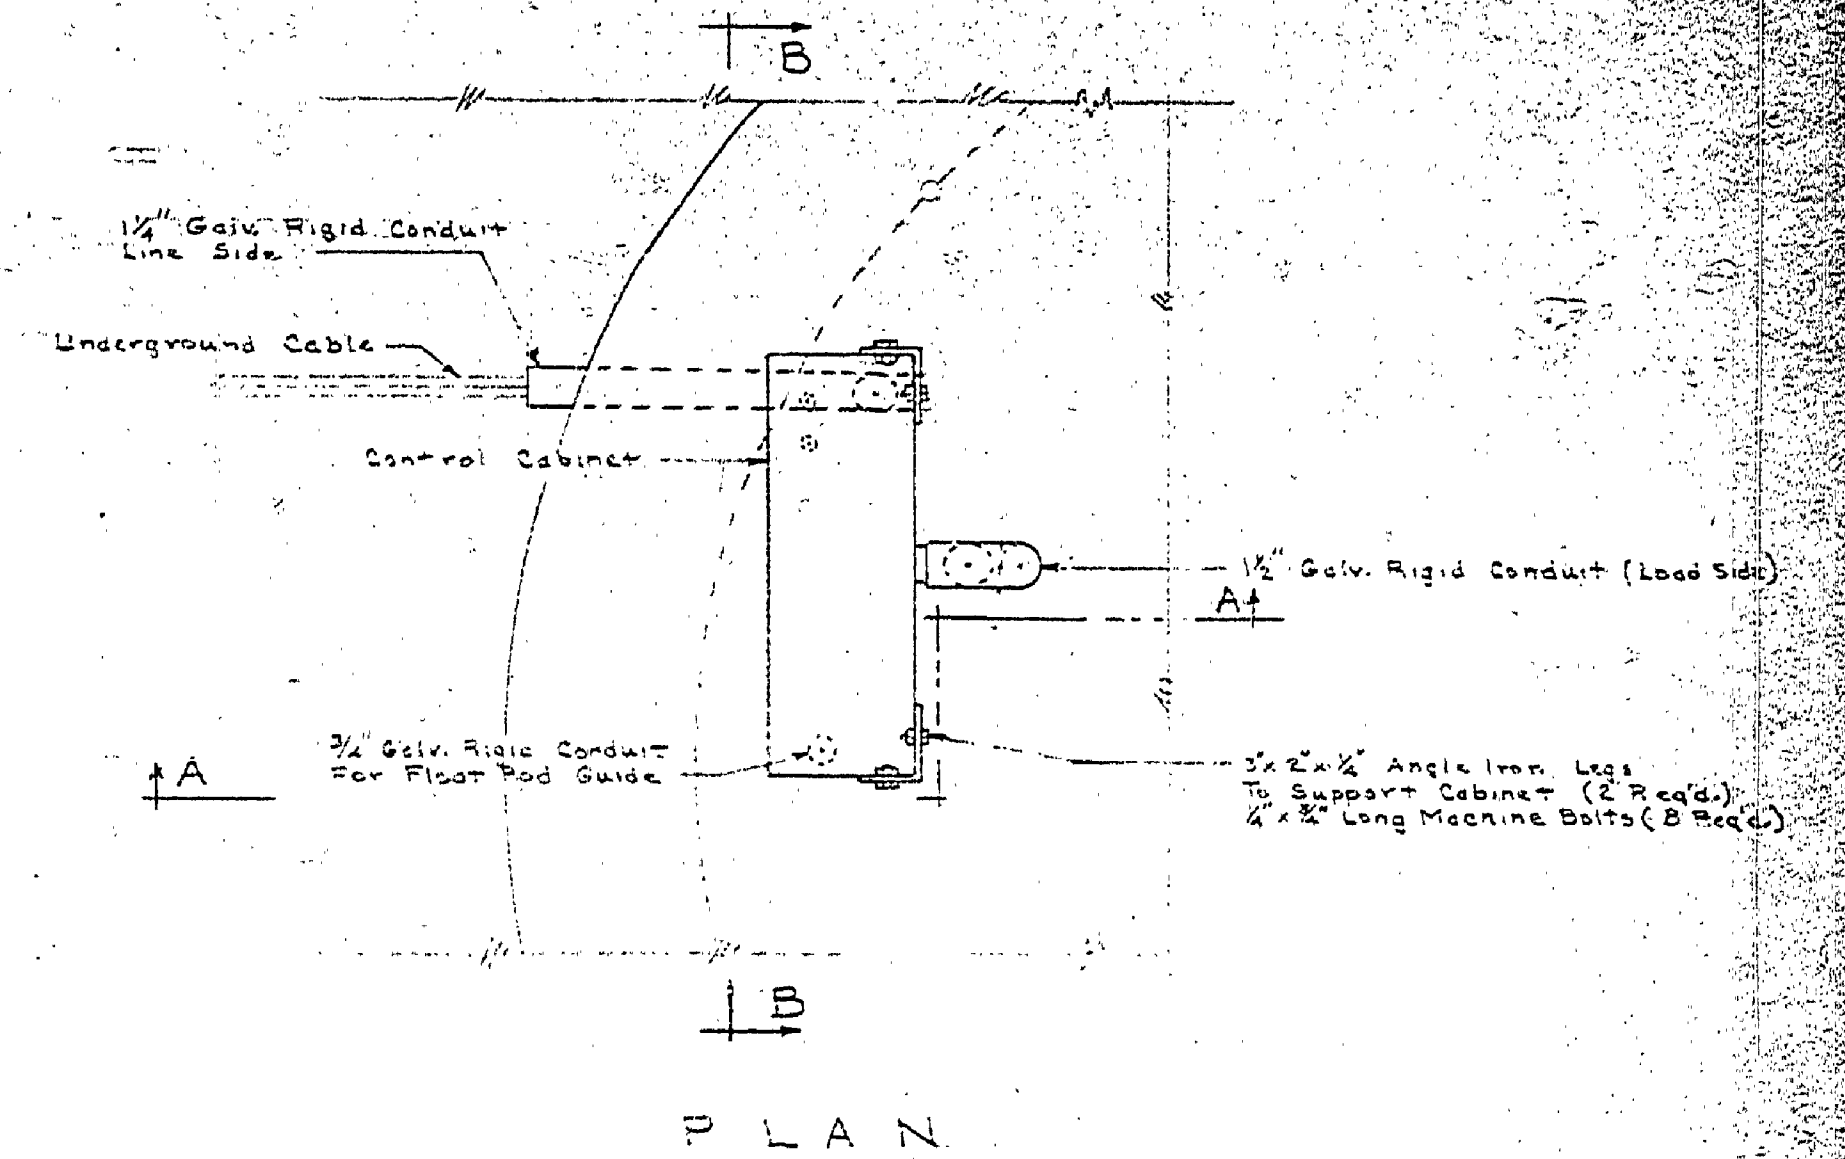 B
1¼" Galv. Rigid Conduit
Line Side
Underground Cable
Control Cabinet
1½" Galv. Rigid Conduit (Load Side)
A
¾" Galv. Rigid Conduit
For Float Rod Guide
A
3" x 2" x ¼" Angle Iron Legs
To Support Cabinet (2 Req'd.)
¼" x ¾" Long Machine Bolts (8 Req'd.)
B
PLAN